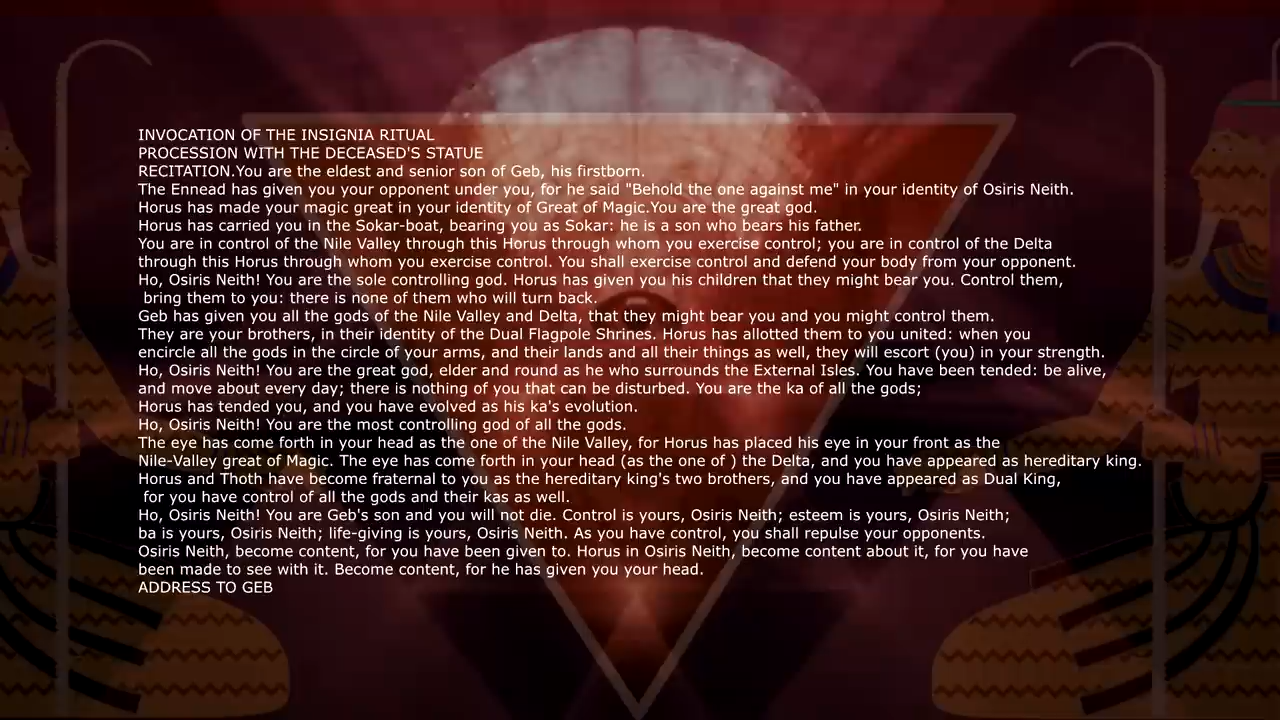 INVOCATION OF THE INSIGNIA RITUAL
PROCESSION WITH THE DECEASED'S STATUE
RECITATION.You are the eldest and senior son of Geb, his firstborn.
The Ennead has given you your opponent under you, for he said "Behold the one against me" in your identity of Osiris Neith.
Horus has made your magic great in your identity of Great of Magic.You are the great god.
Horus has carried you in the Sokar-boat, bearing you as Sokar: he is a son who bears his father.
You are in control of the Nile Valley through this Horus through whom you exercise control; you are in control of the Delta
through this Horus through whom you exercise control. You shall exercise control and defend your body from your opponent.
Ho, Osiris Neith! You are the sole controlling god. Horus has given you his children that they might bear you. Control them,
bring them to you: there is none of them who will turn back.
Geb has given you all the gods of the Nile Valley and Delta, that they might bear you and you might control them.
They are your brothers, in their identity of the Dual Flagpole Shrines. Horus has allotted them to you united: when you
encircle all the gods in the circle of your arms, and their lands and all their things as well, they will escort (you) in your strength.
Ho, Osiris Neith! You are the great god, elder and round as he who surrounds the External Isles. You have been tended: be alive,
and move about every day; there is nothing of you that can be disturbed. You are the ka of all the gods;
Horus has tended you, and you have evolved as his ka's evolution.
Ho, Osiris Neith! You are the most controlling god of all the gods.
The eye has come forth in your head as the one of the Nile Valley, for Horus has placed his eye in your front as the
Nile-Valley great of Magic. The eye has come forth in your head (as the one of ) the Delta, and you have appeared as hereditary king.
Horus and Thoth have become fraternal to you as the hereditary king's two brothers, and you have appeared as Dual King,
for you have control of all the gods and their kas as well.
Ho, Osiris Neith! You are Geb's son and you will not die. Control is yours, Osiris Neith; esteem is yours, Osiris Neith;
ba is yours, Osiris Neith; life-giving is yours, Osiris Neith. As you have control, you shall repulse your opponents.
Osiris Neith, become content, for you have been given to. Horus in Osiris Neith, become content about it, for you have
been made to see with it. Become content, for he has given you your head.
ADDRESS TO GEB